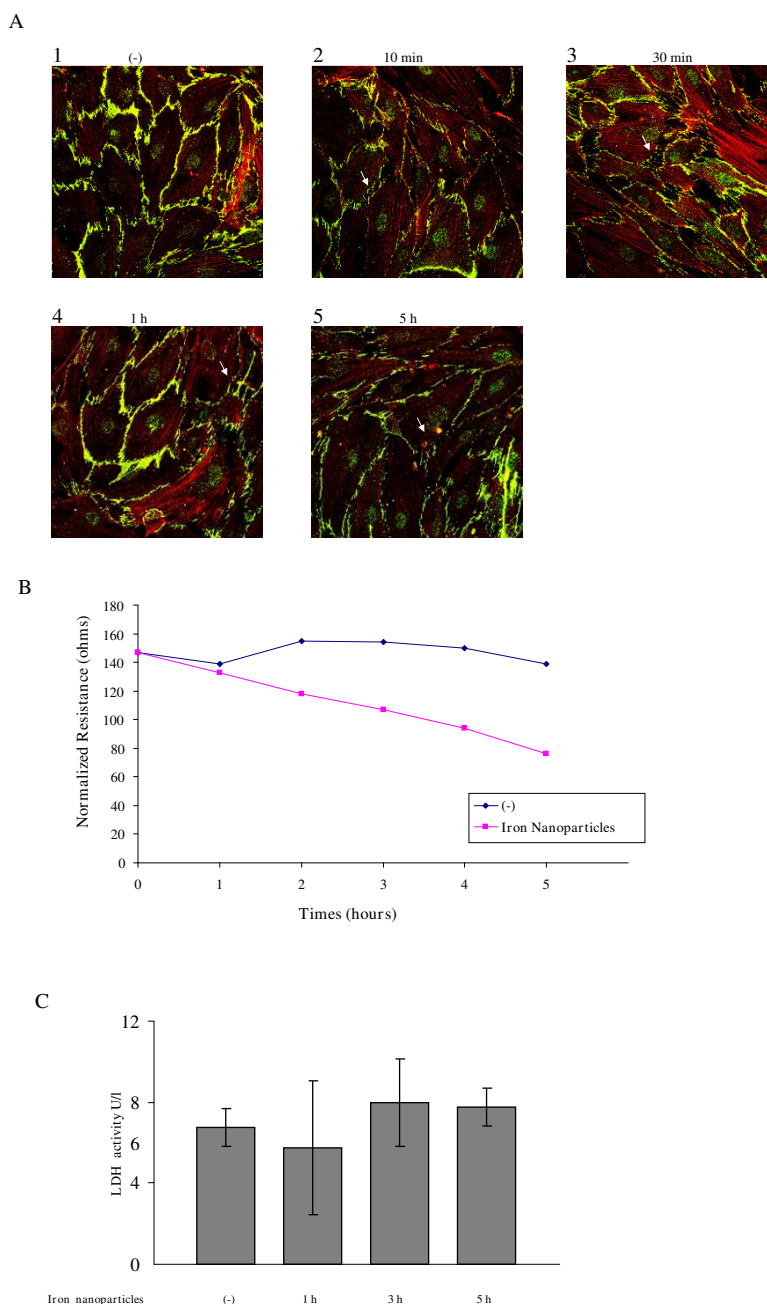 A
1 (-) 2 10 min 3 30 min
4 1 h 5 5 h
B
180
160
140
120
100
80
60
40
20
0
Normalized Resistance (ohms)
(-)
Iron Nanoparticles
0 1 2 3 4 5
Times (hours)
C
12
8
6
4
0
LDH activity U/l
Iron nanoparticles (-) 1 h 3 h 5 h